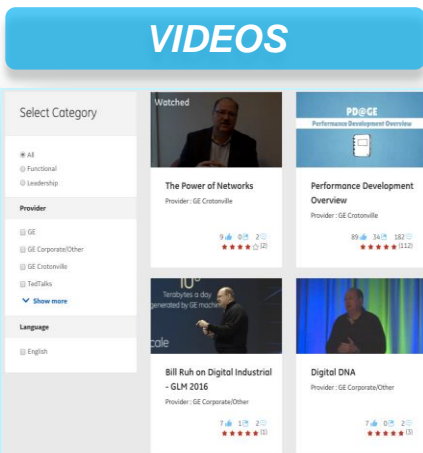 VIDEOS
Select Category
All
Functional
Leadership
Provider
GE
GE Corporate/Other
GE Crotonville
TedTalks
Show more
Language
English
Watched
The Power of Networks
Provider : GE Crotonville
9 0 2
(2)
PD@GE
Performance Development Overview
Performance Development
Overview
Provider : GE Crotonville
89 34 182
(112)
10
Terabytes a day
generated by GE machin
cale
Bill Ruh on Digital Industrial
- GLM 2016
Provider : GE Corporate/Other
7 1 2
(1)
Digital DNA
Provider : GE Corporate/Other
7 0 2